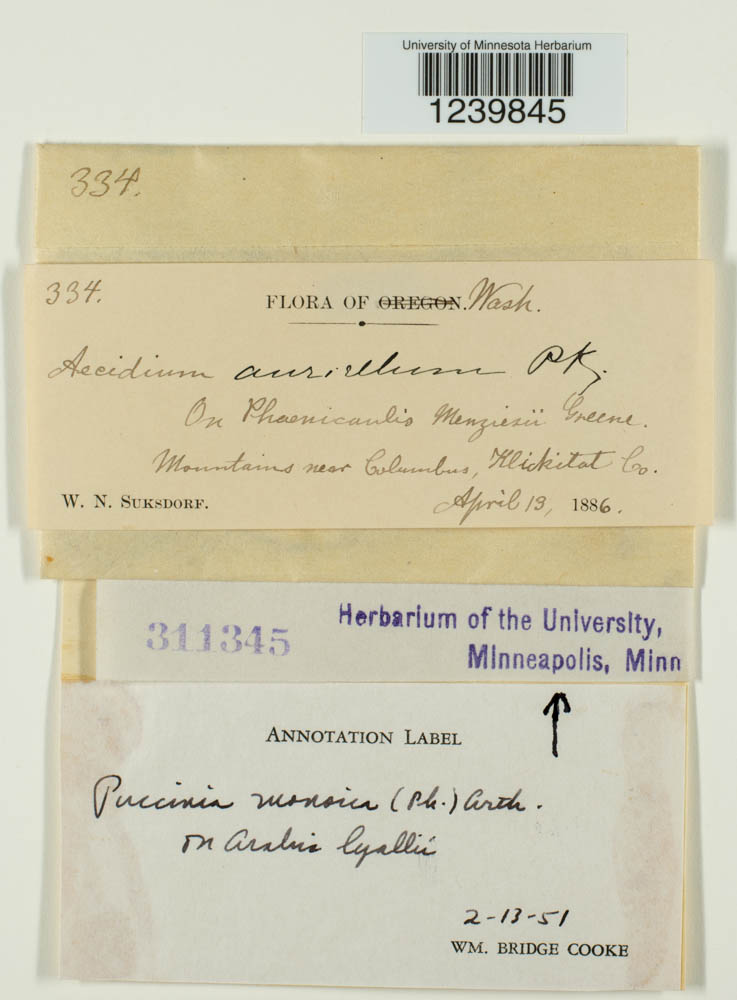 University of Minnesota Herbarium
1239845
334.
334.
FLORA OF OREGON. Wash.
Aecidium aurellum Pk.
On Phaenicaulis Menziesii Greene.
Mountains near Columbus, Klickitat Co.
W. N. SUKSDORF. April 13, 1886.
311345
Herbarium of the University,
Minneapolis, Minn
ANNOTATION LABEL
Puccinia monoica (Pk.) Arth.
on Arabis lyallii
2-13-51
WM. BRIDGE COOKE